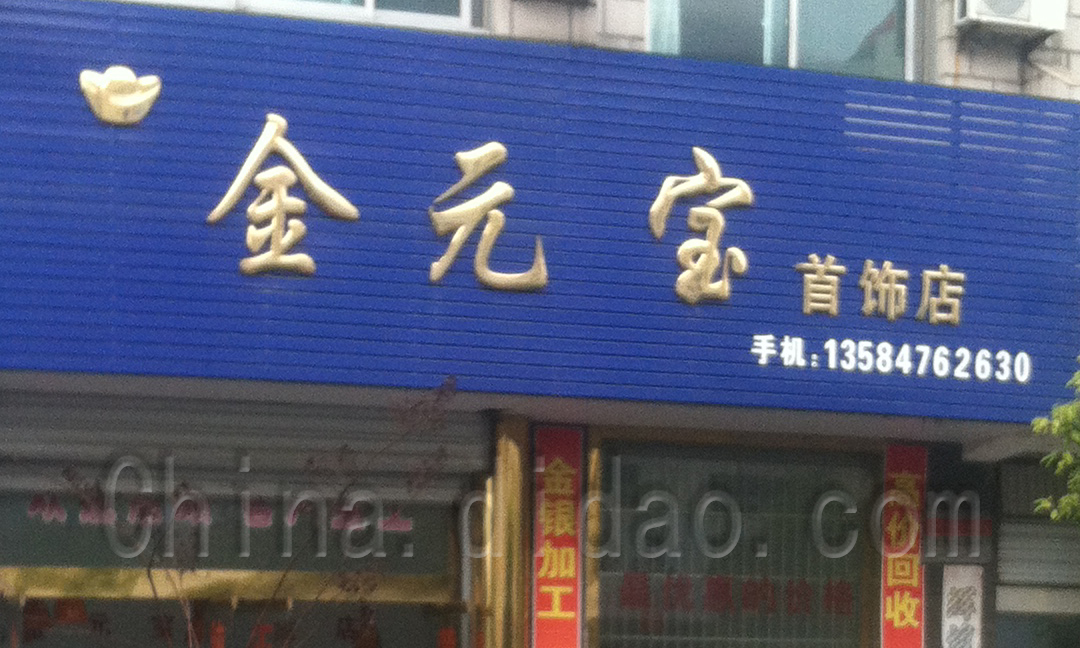 金元宝
首饰店
手机:13584762630
金银加工
高价回收
China.didao.com